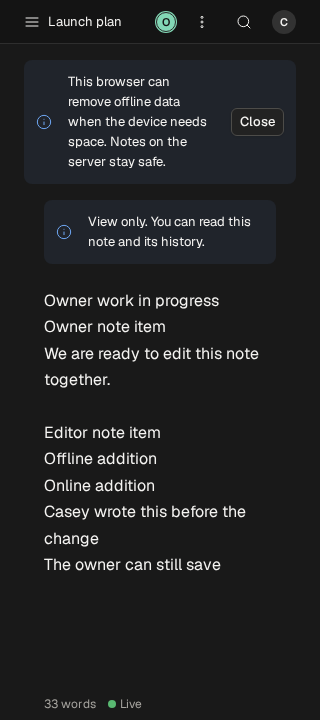 Launch plan
O
C
This browser can
remove offline data
when the device needs
space. Notes on the
server stay safe.
Close
View only. You can read this
note and its history.
Owner work in progress
Owner note item
We are ready to edit this note
together.
Editor note item
Offline addition
Online addition
Casey wrote this before the
change
The owner can still save
33 words
Live